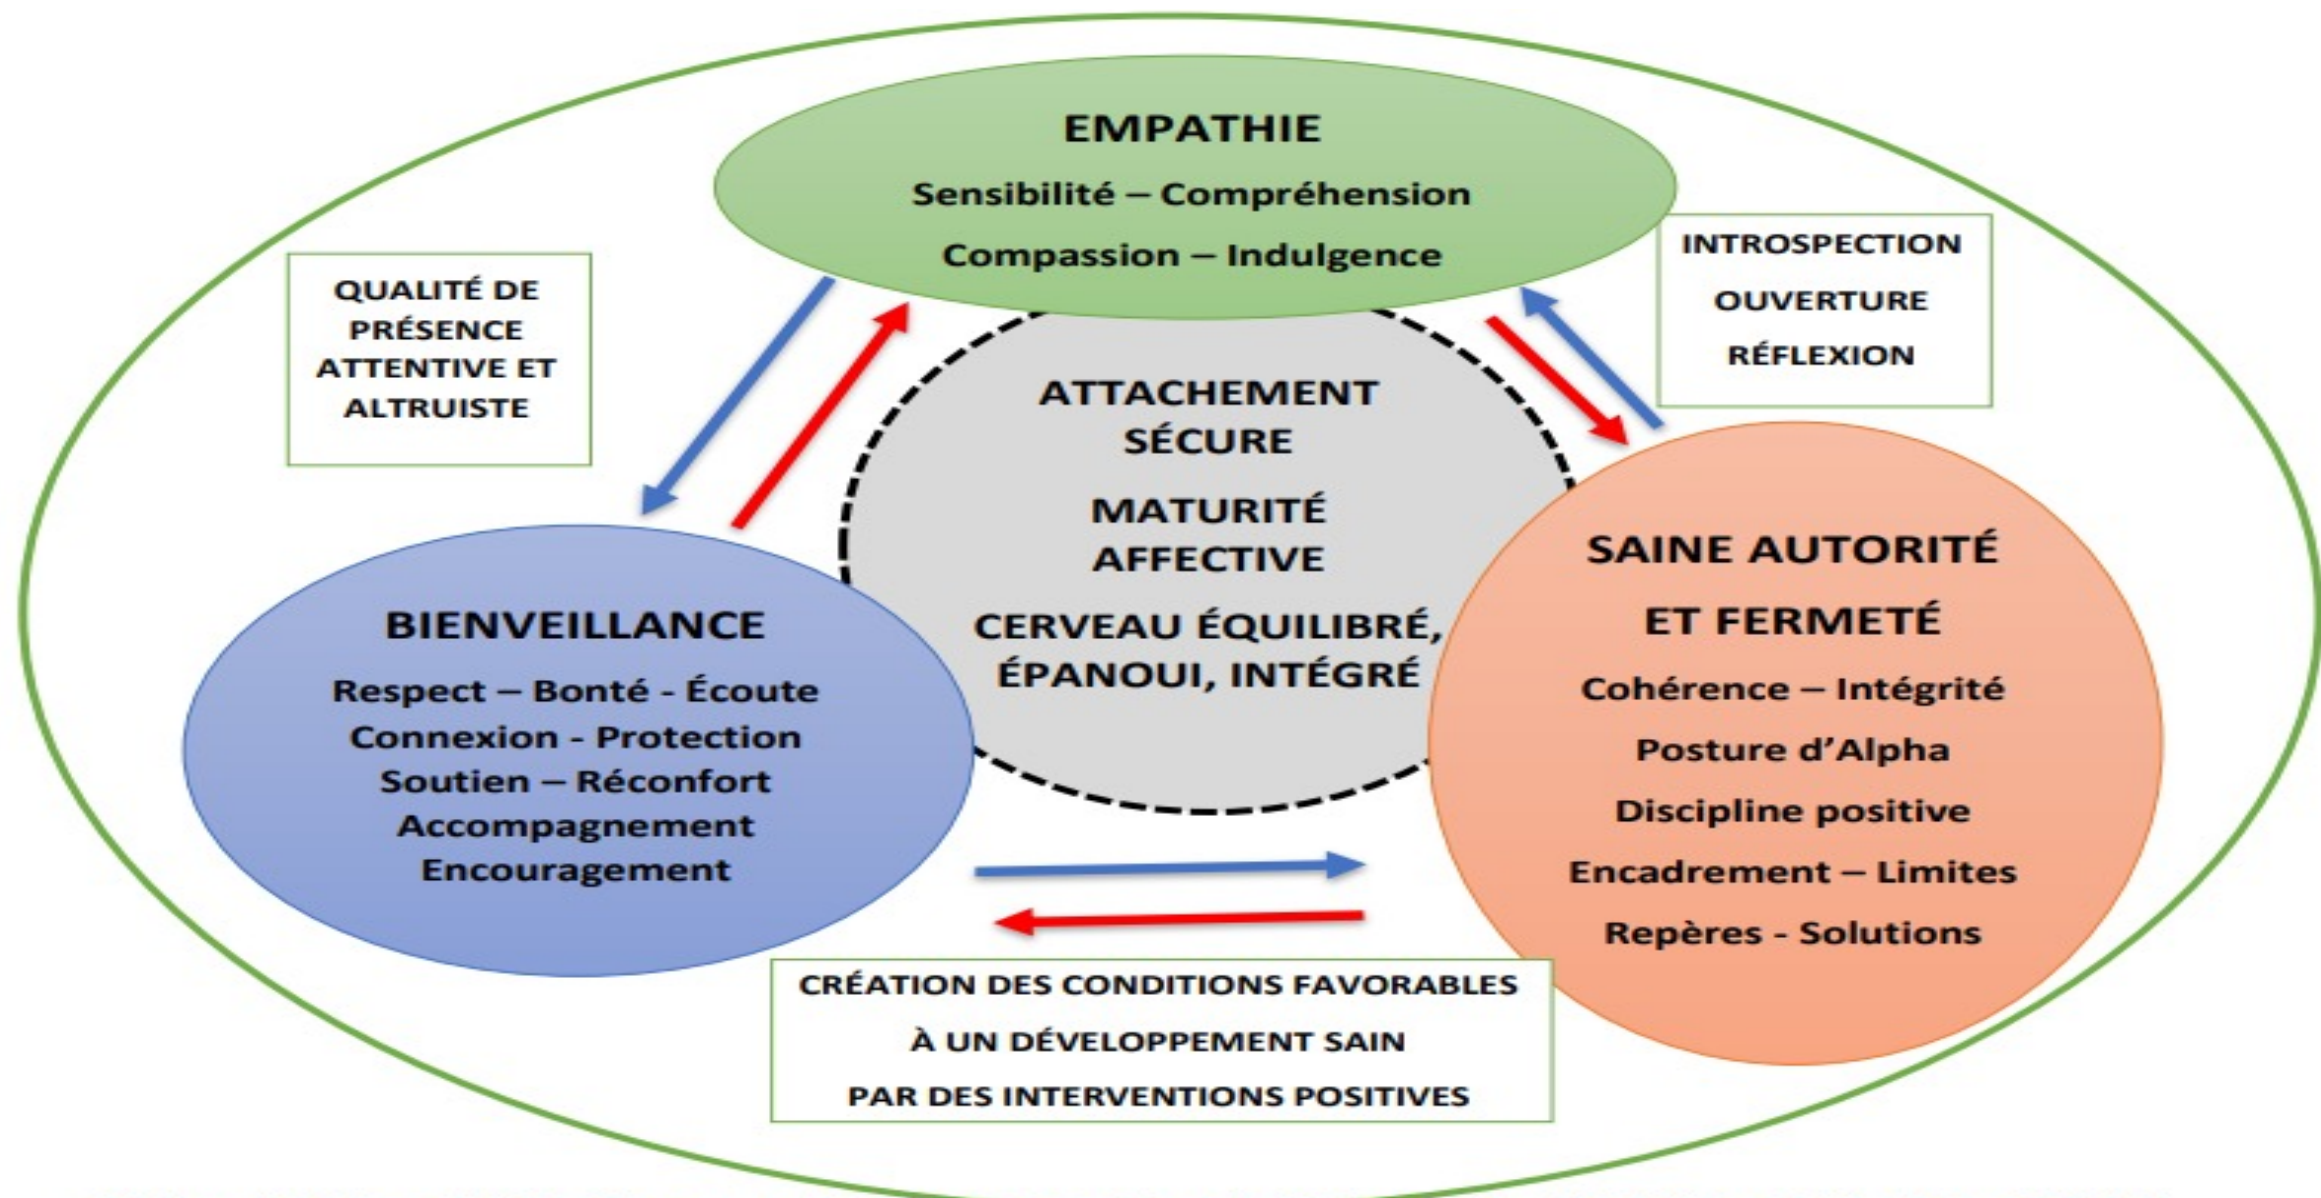 EMPATHIE
Sensibilité – Compréhension
Compassion – Indulgence
QUALITÉ DE
PRÉSENCE
ATTENTIVE ET
ALTRUISTE
INTROSPECTION
OUVERTURE
RÉFLEXION
ATTACHEMENT
SÉCURE
MATURITÉ
AFFECTIVE
CERVEAU ÉQUILIBRÉ,
ÉPANOUI, INTÉGRÉ
BIENVEILLANCE
Respect – Bonté - Écoute
Connexion - Protection
Soutien – Réconfort
Accompagnement
Encouragement
SAINE AUTORITÉ
ET FERMETÉ
Cohérence – Intégrité
Posture d’Alpha
Discipline positive
Encadrement – Limites
Repères - Solutions
CRÉATION DES CONDITIONS FAVORABLES
À UN DÉVELOPPEMENT SAIN
PAR DES INTERVENTIONS POSITIVES